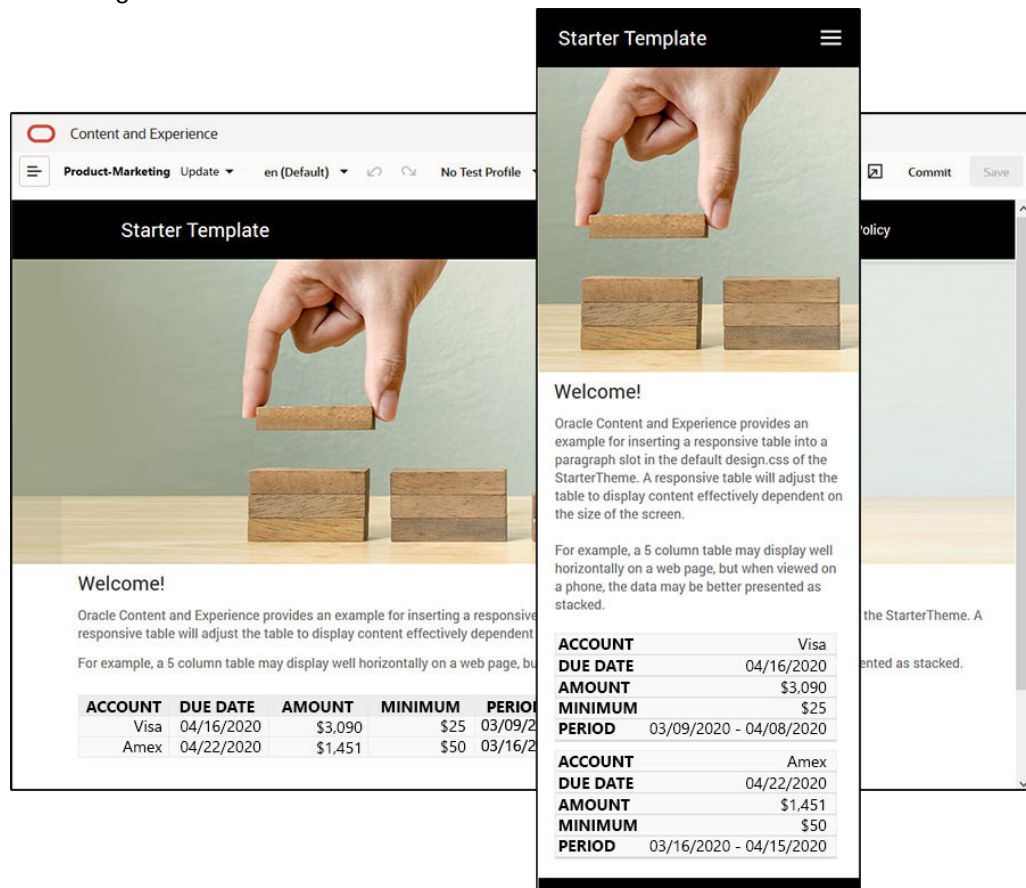 Content and Experience
Product-Marketing Update en (Default) No Test Profile
Commit Save
Starter Template
Policy
Welcome!
Oracle Content and Experience provides an example for inserting a responsive
the StarterTheme. A
responsive table will adjust the table to display content effectively dependent
For example, a 5 column table may display well horizontally on a web page,
as stacked.
ACCOUNT DUE DATE AMOUNT MINIMUM
Visa 04/16/2020 $3,090 $25 03/09/2
Amex 04/22/2020 $1,451 $50 03/16/2
Starter Template
Welcome!
Oracle Content and Experience provides an
example for inserting a responsive table into a
paragraph slot in the default design.css of the
StarterTheme. A responsive table will adjust the
table to display content effectively dependent on
the size of the screen.
For example, a 5 column table may display well
horizontally on a web page, but when viewed on
a phone, the data may be better presented as
stacked.
ACCOUNT Visa
DUE DATE 04/16/2020
AMOUNT $3,090
MINIMUM $25
PERIOD 03/09/2020 - 04/08/2020
ACCOUNT Amex
DUE DATE 04/22/2020
AMOUNT $1,451
MINIMUM $50
PERIOD 03/16/2020 - 04/15/2020